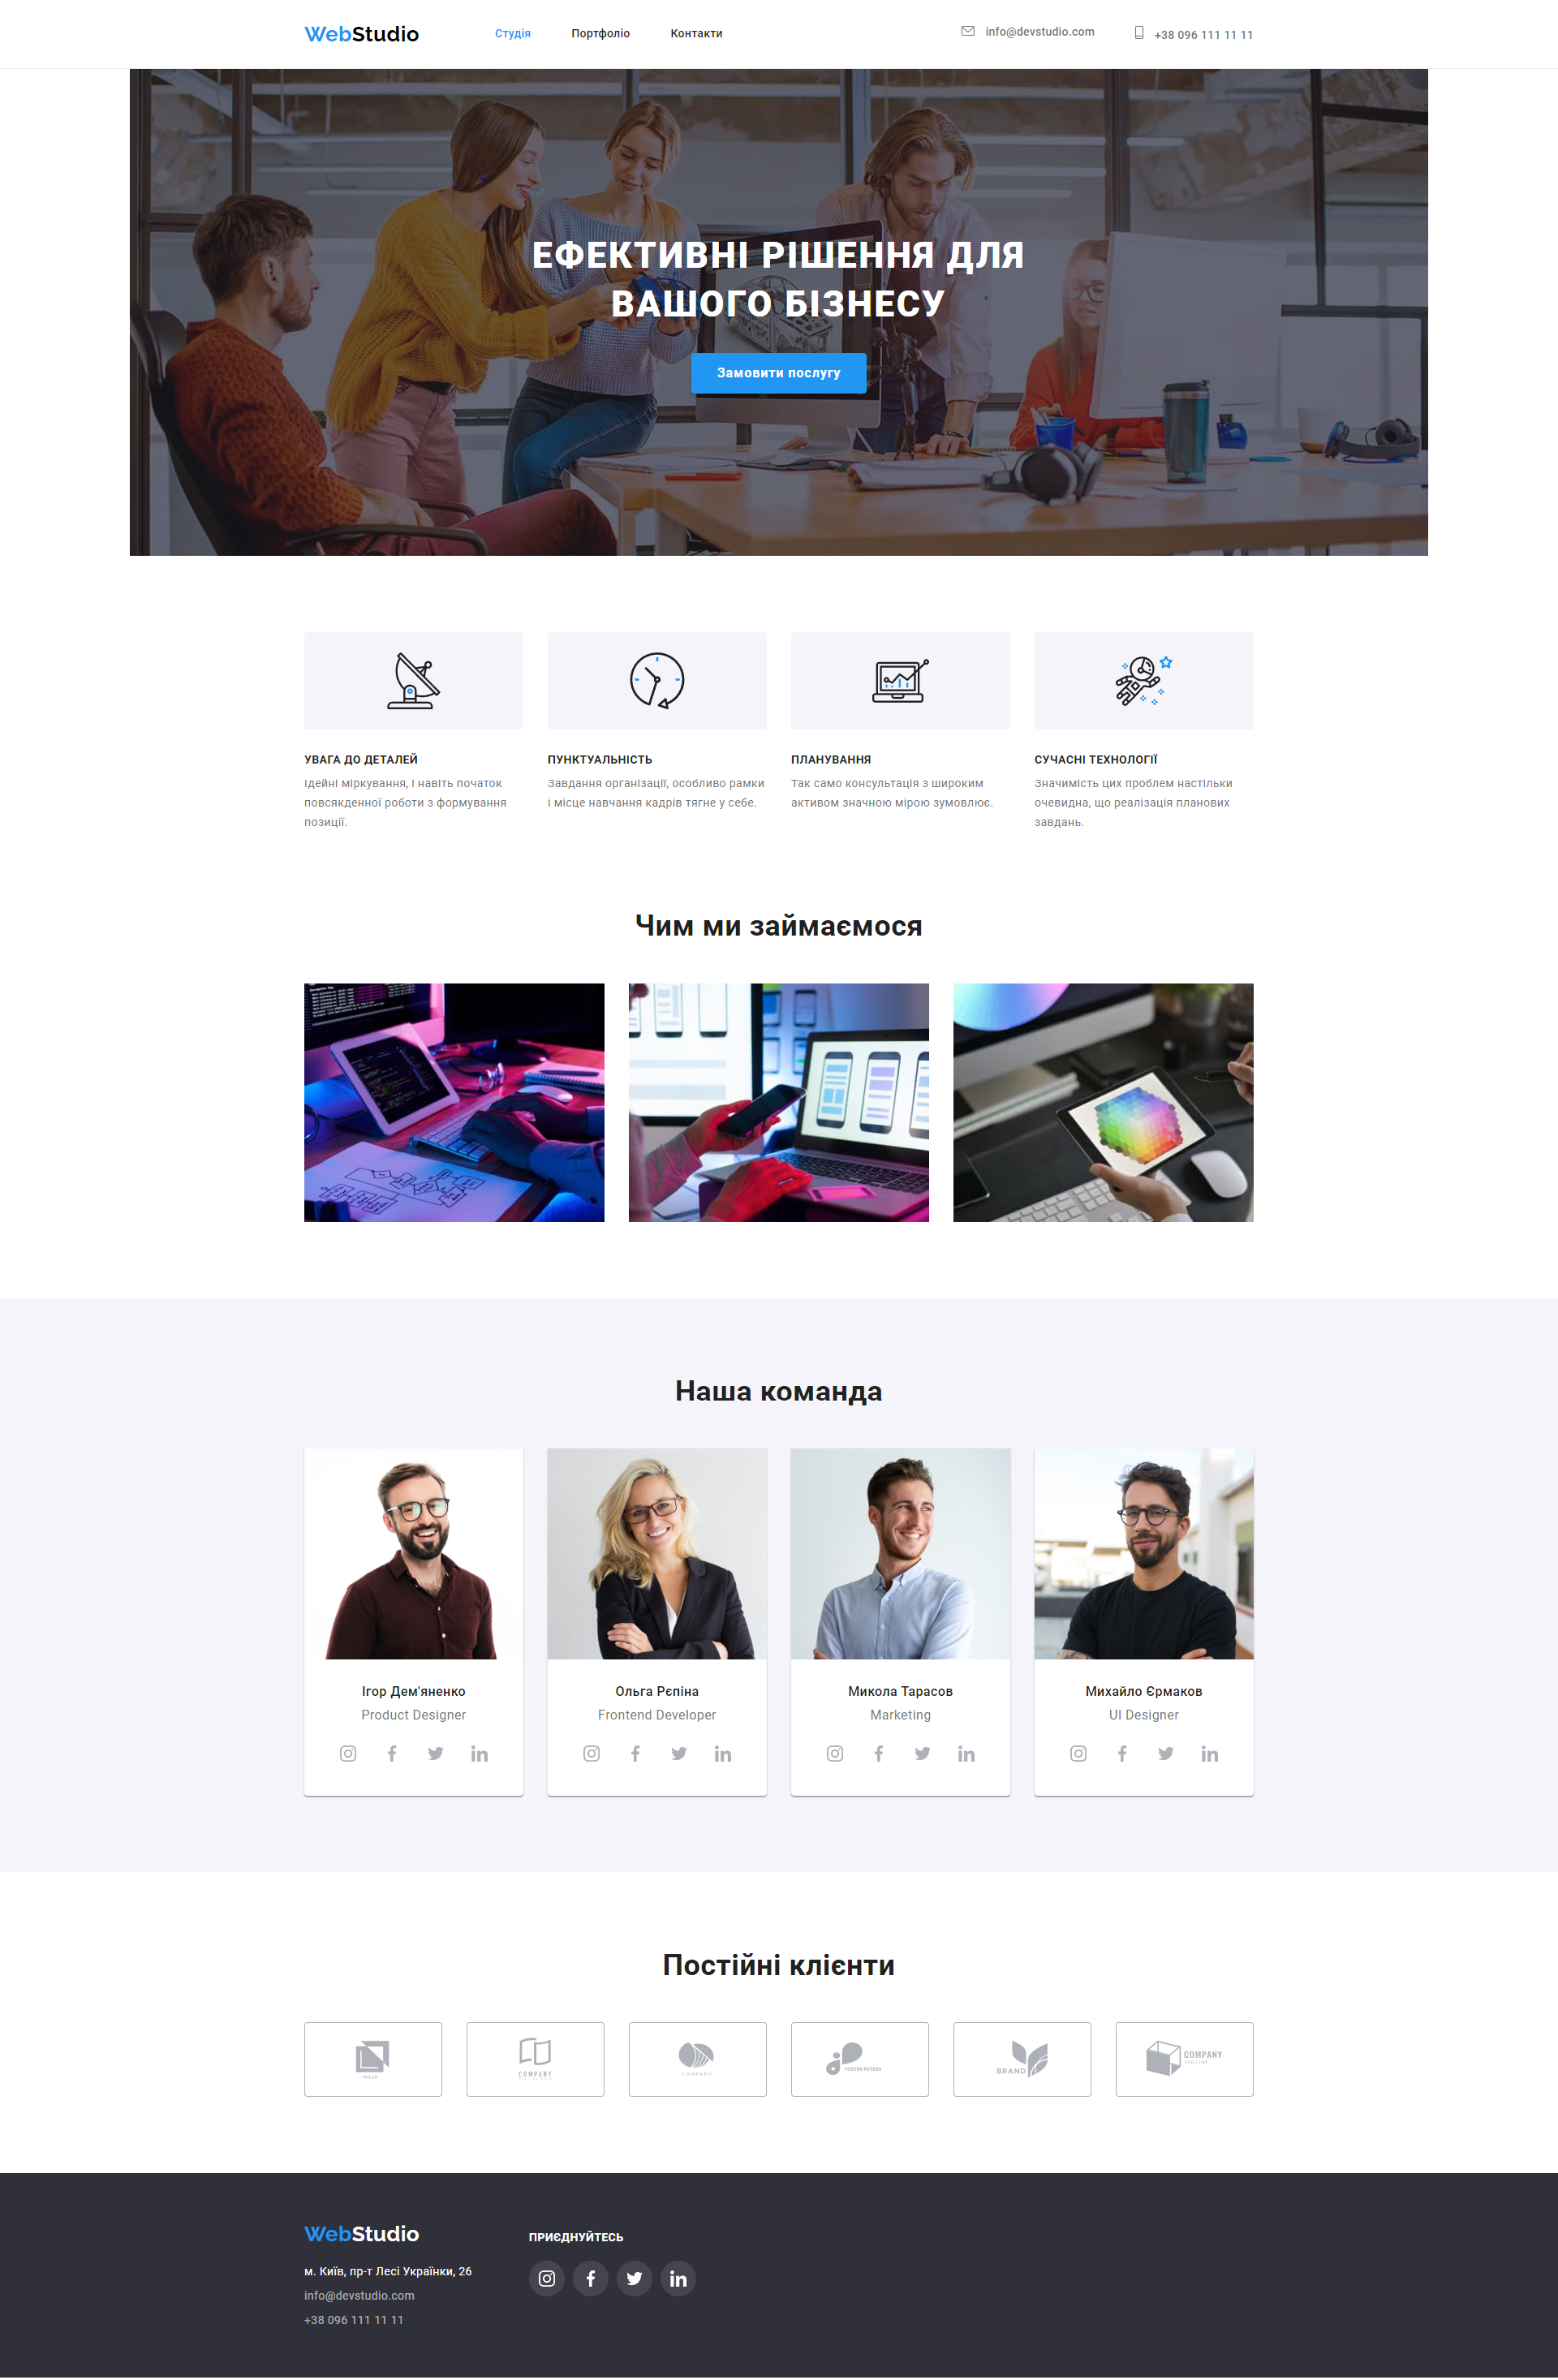 WebStudio
Студія
Портфоліо
Контакти
info@devstudio.com
+38 096 111 11 11
ЕФЕКТИВНІ РІШЕННЯ ДЛЯ
ВАШОГО БІЗНЕСУ
Замовити послугу
УВАГА ДО ДЕТАЛЕЙ
Ідейні міркування, і навіть початок
повсякденної роботи з формування
позиції.
ПУНКТУАЛЬНІСТЬ
Завдання організації, особливо рамки
і місце навчання кадрів тягне у себе.
ПЛАНУВАННЯ
Так само консультація з широким
активом значною мірою зумовлює.
СУЧАСНІ ТЕХНОЛОГІЇ
Значимість цих проблем настільки
очевидна, що реалізація планових
завдань.
Чим ми займаємося
Наша команда
Ігор Дем'яненко
Product Designer
Ольга Рєпіна
Frontend Developer
Микола Тарасов
Marketing
Михайло Єрмаков
UI Designer
Постійні клієнти
COMPANY
COMPANY
FOSTER PETERS
BRAND
COMPANY
TAG LINE
WebStudio
м. Київ, пр-т Лесі Українки, 26
info@devstudio.com
+38 096 111 11 11
ПРИЄДНУЙТЕСЬ